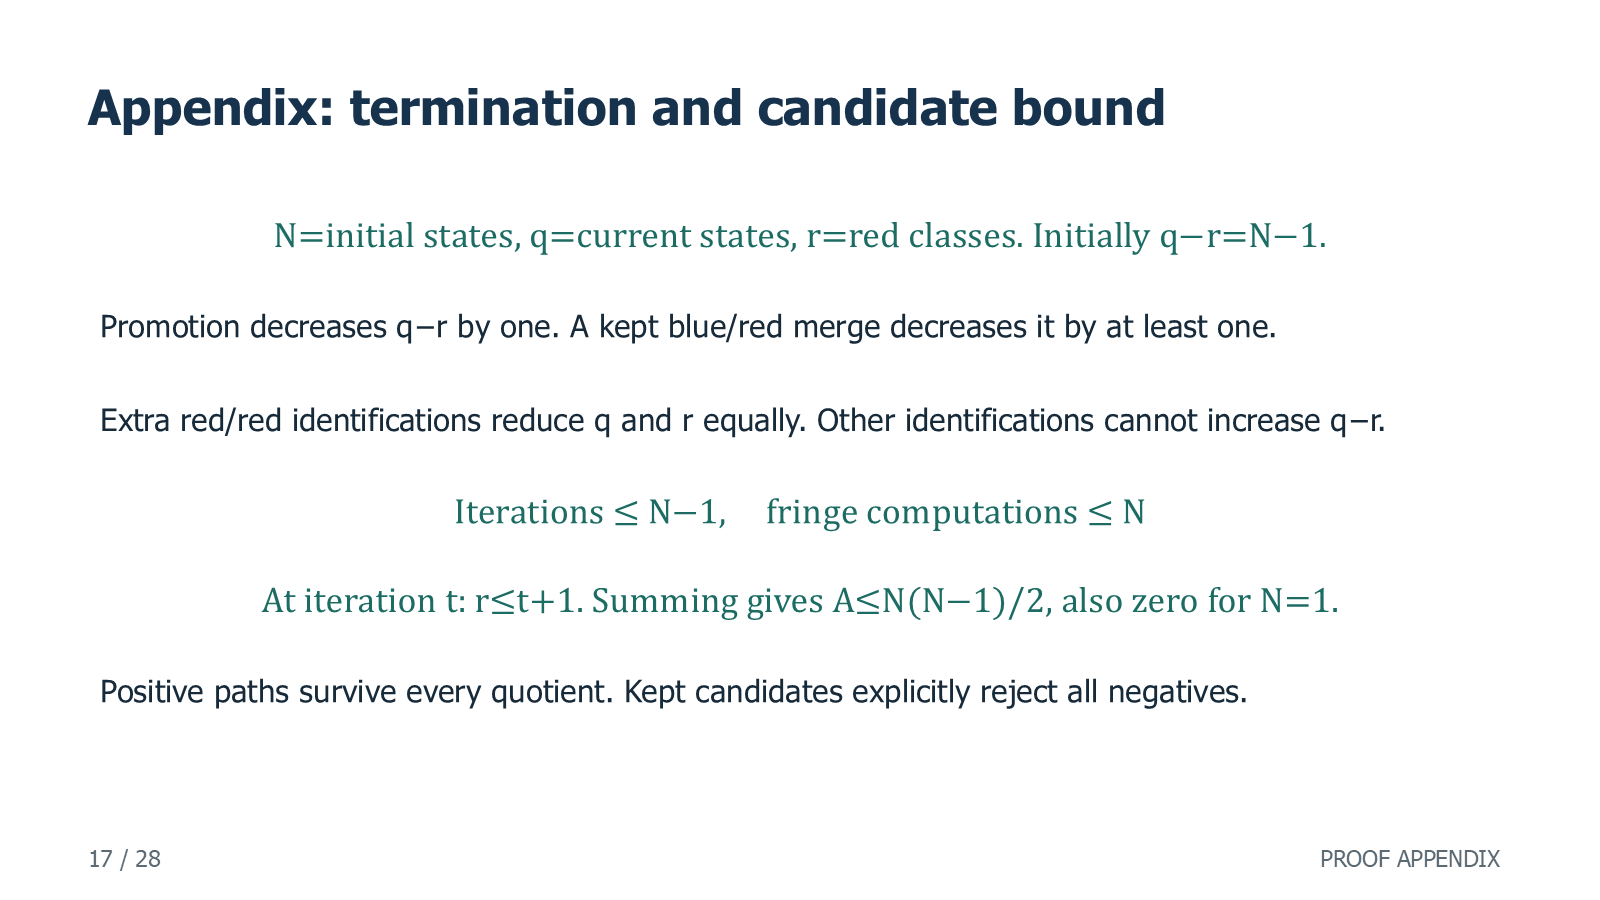 Appendix: termination and candidate bound
N=initial states, q=current states, r=red classes. Initially q−r=N−1.
Promotion decreases q−r by one. A kept blue/red merge decreases it by at least one.
Extra red/red identifications reduce q and r equally. Other identifications cannot increase q−r.
Iterations ≤ N−1, fringe computations ≤ N
At iteration t: r≤t+1. Summing gives A≤N(N−1)/2, also zero for N=1.
Positive paths survive every quotient. Kept candidates explicitly reject all negatives.
17 / 28
PROOF APPENDIX